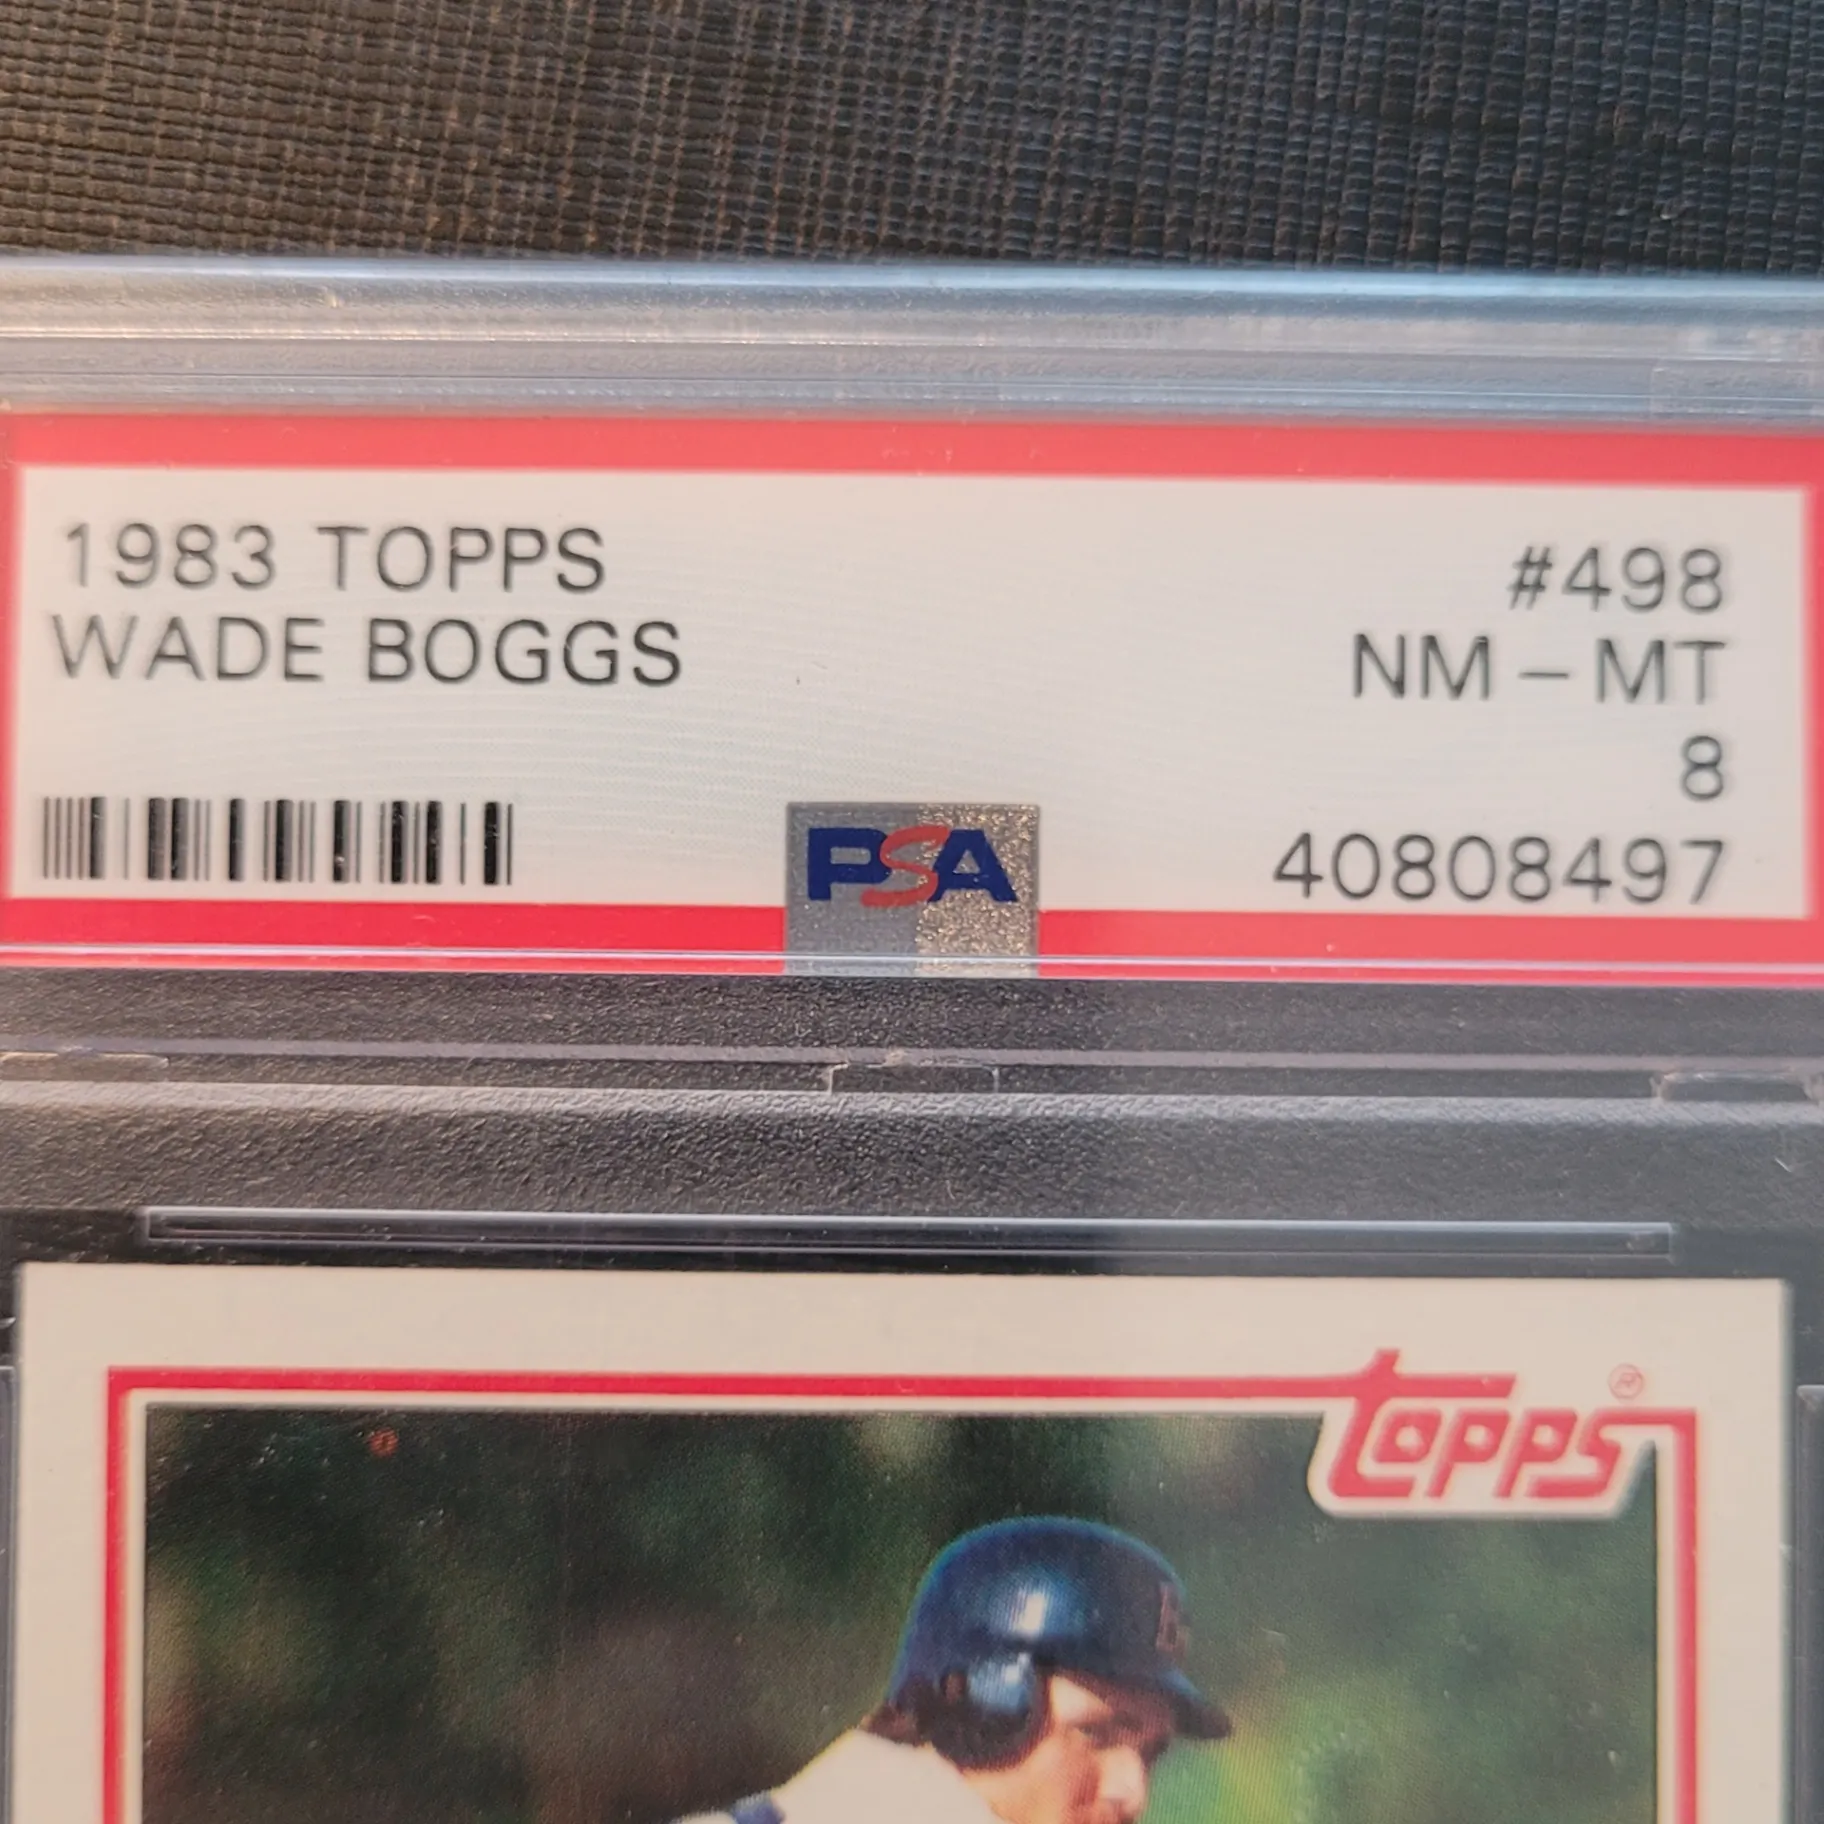 1983 TOPPS
WADE BOGGS
#498
NM - MT
8
PSA
40808497
Topps®
B